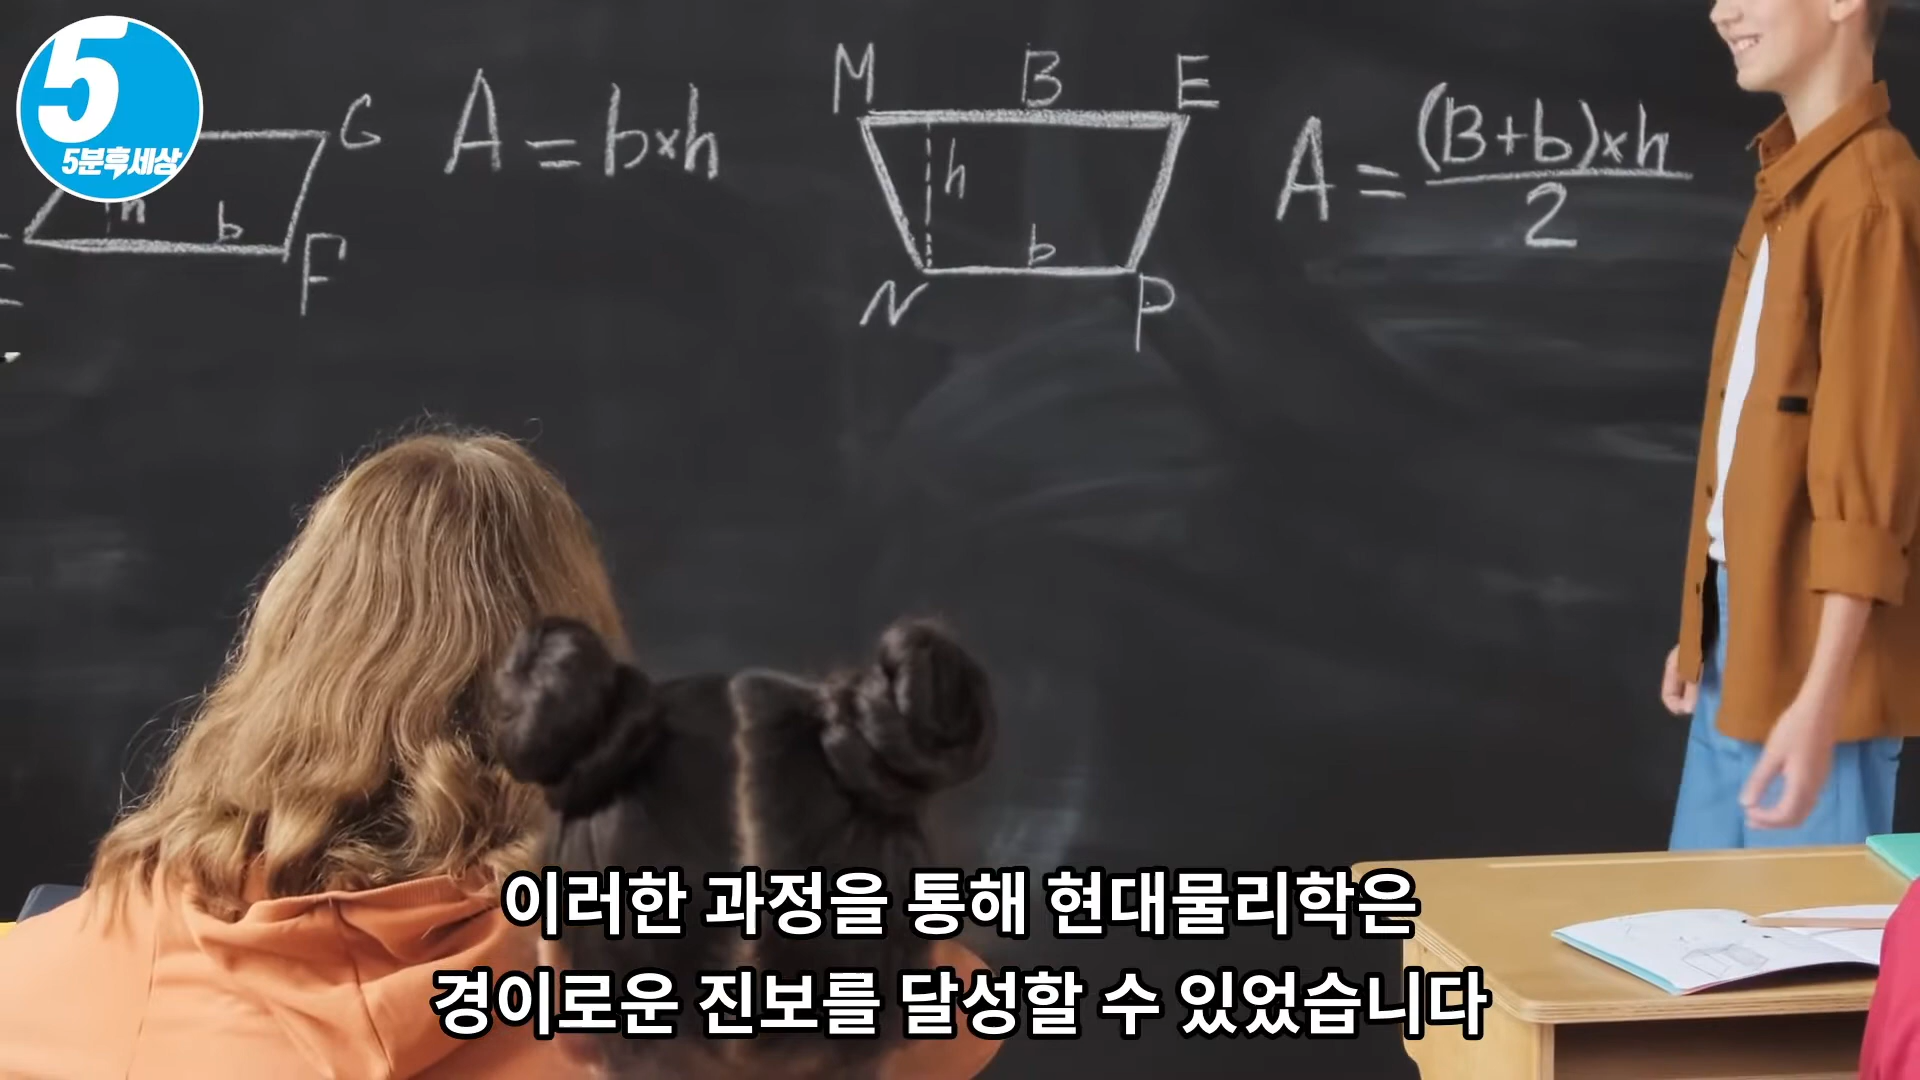 5
5분훅세상
G
A = b×h
h
b
F
E
M B E
h
b
N P
A = (B+b)×h
2
이러한 과정을 통해 현대물리학은
경이로운 진보를 달성할 수 있었습니다